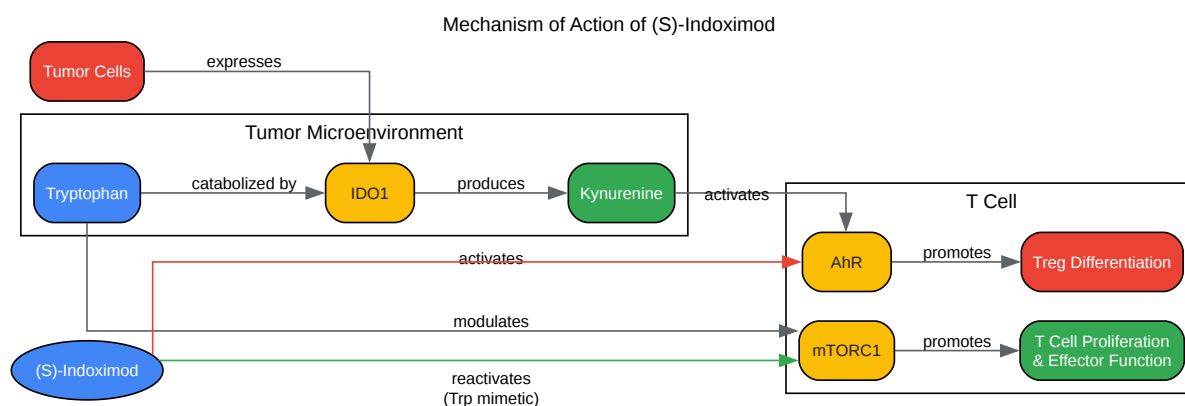 Mechanism of Action of (S)-Indoximod
Tumor Cells
expresses
Tumor Microenvironment
Tryptophan
catabolized by
IDO1
produces
Kynurenine
activates
T Cell
activates
AhR
promotes
Treg Differentiation
modulates
(S)-Indoximod
reactivates
(Trp mimetic)
mTORC1
promotes
T Cell Proliferation
& Effector Function